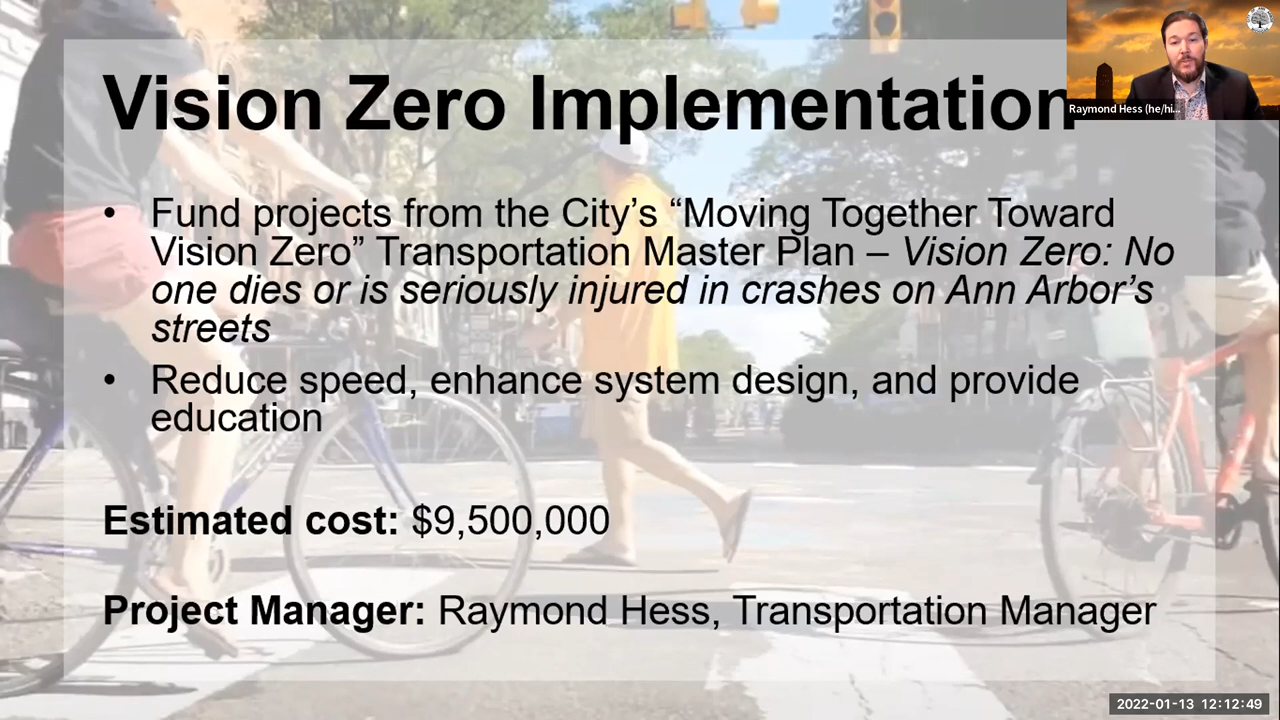 Vision Zero Implementation
Raymond Hess (he/hi...
• Fund projects from the City’s “Moving Together Toward
Vision Zero” Transportation Master Plan – Vision Zero: No
one dies or is seriously injured in crashes on Ann Arbor’s
streets
• Reduce speed, enhance system design, and provide
education
Estimated cost: $9,500,000
Project Manager: Raymond Hess, Transportation Manager
2022-01-13 12:12:49